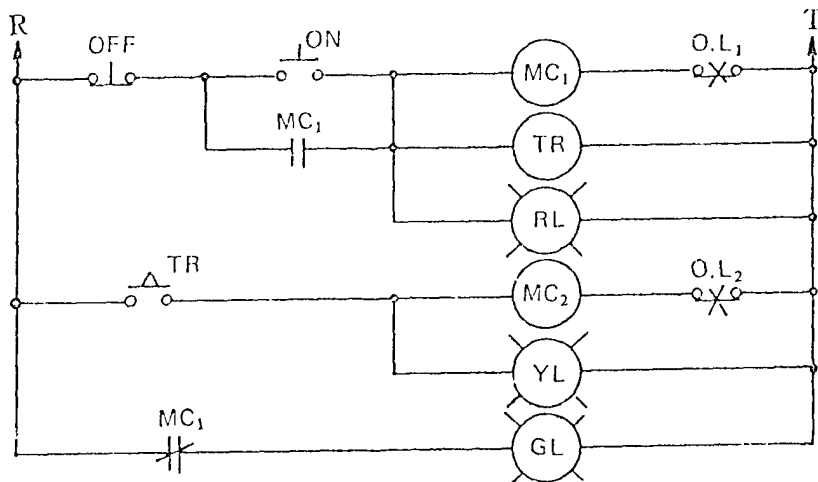 R
T
OFF
ON
MC₁
O.L₁
MC₁
TR
RL
TR
MC₂
O.L₂
YL
MC₁
GL